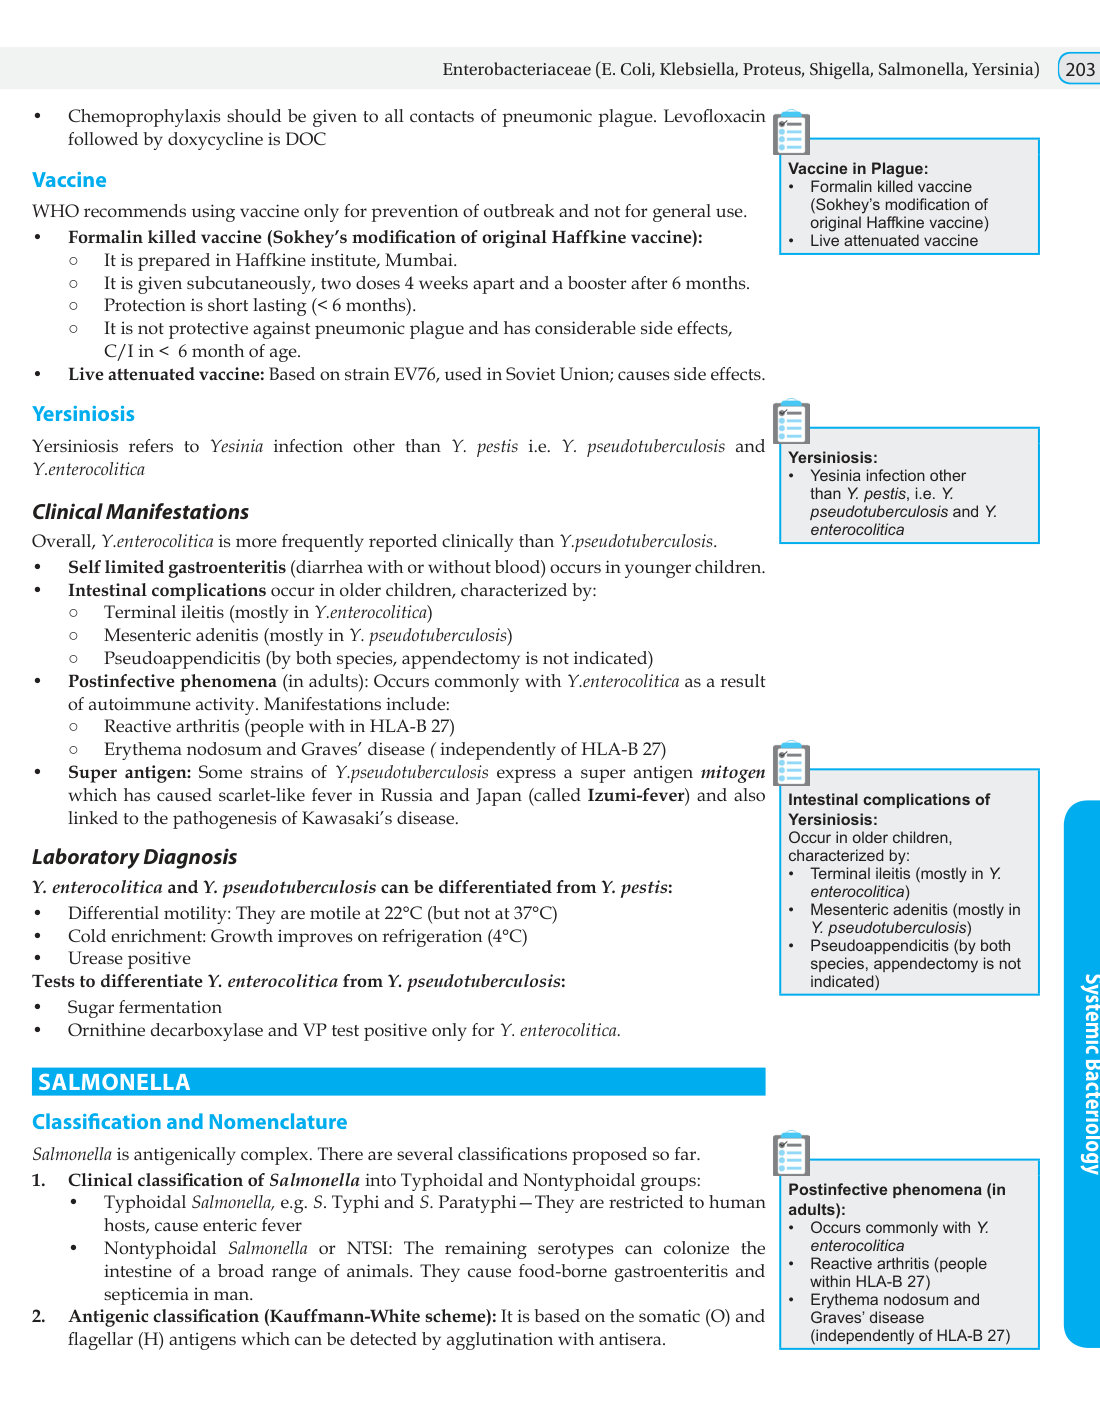 Enterobacteriaceae (E. Coli, Klebsiella, Proteus, Shigella, Salmonella, Yersinia) 203
• Chemoprophylaxis should be given to all contacts of pneumonic plague. Levofloxacin
followed by doxycycline is DOC
Vaccine
WHO recommends using vaccine only for prevention of outbreak and not for general use.
• Formalin killed vaccine (Sokhey's modification of original Haffkine vaccine):
○ It is prepared in Haffkine institute, Mumbai.
○ It is given subcutaneously, two doses 4 weeks apart and a booster after 6 months.
○ Protection is short lasting (< 6 months).
○ It is not protective against pneumonic plague and has considerable side effects,
C/I in < 6 month of age.
• Live attenuated vaccine: Based on strain EV76, used in Soviet Union; causes side effects.
Yersiniosis
Yersiniosis refers to Yesinia infection other than Y. pestis i.e. Y. pseudotuberculosis and
Y.enterocolitica
Clinical Manifestations
Overall, Y.enterocolitica is more frequently reported clinically than Y.pseudotuberculosis.
• Self limited gastroenteritis (diarrhea with or without blood) occurs in younger children.
• Intestinal complications occur in older children, characterized by:
○ Terminal ileitis (mostly in Y.enterocolitica)
○ Mesenteric adenitis (mostly in Y. pseudotuberculosis)
○ Pseudoappendicitis (by both species, appendectomy is not indicated)
• Postinfective phenomena (in adults): Occurs commonly with Y.enterocolitica as a result
of autoimmune activity. Manifestations include:
○ Reactive arthritis (people with in HLA-B 27)
○ Erythema nodosum and Graves' disease ( independently of HLA-B 27)
• Super antigen: Some strains of Y.pseudotuberculosis express a super antigen mitogen
which has caused scarlet-like fever in Russia and Japan (called Izumi-fever) and also
linked to the pathogenesis of Kawasaki's disease.
Laboratory Diagnosis
Y. enterocolitica and Y. pseudotuberculosis can be differentiated from Y. pestis:
• Differential motility: They are motile at 22°C (but not at 37°C)
• Cold enrichment: Growth improves on refrigeration (4°C)
• Urease positive
Tests to differentiate Y. enterocolitica from Y. pseudotuberculosis:
• Sugar fermentation
• Ornithine decarboxylase and VP test positive only for Y. enterocolitica.
SALMONELLA
Classification and Nomenclature
Salmonella is antigenically complex. There are several classifications proposed so far.
1. Clinical classification of Salmonella into Typhoidal and Nontyphoidal groups:
• Typhoidal Salmonella, e.g. S. Typhi and S. Paratyphi—They are restricted to human
hosts, cause enteric fever
• Nontyphoidal Salmonella or NTSI: The remaining serotypes can colonize the
intestine of a broad range of animals. They cause food-borne gastroenteritis and
septicemia in man.
2. Antigenic classification (Kauffmann-White scheme): It is based on the somatic (O) and
flagellar (H) antigens which can be detected by agglutination with antisera.
Vaccine in Plague:
• Formalin killed vaccine
(Sokhey's modification of
original Haffkine vaccine)
• Live attenuated vaccine
Yersiniosis:
• Yesinia infection other
than Y. pestis, i.e. Y.
pseudotuberculosis and Y.
enterocolitica
Intestinal complications of
Yersiniosis:
Occur in older children,
characterized by:
• Terminal ileitis (mostly in Y.
enterocolitica)
• Mesenteric adenitis (mostly in
Y. pseudotuberculosis)
• Pseudoappendicitis (by both
species, appendectomy is not
indicated)
Postinfective phenomena (in
adults):
• Occurs commonly with Y.
enterocolitica
• Reactive arthritis (people
within HLA-B 27)
• Erythema nodosum and
Graves' disease
(independently of HLA-B 27)
Systemic Bacteriology